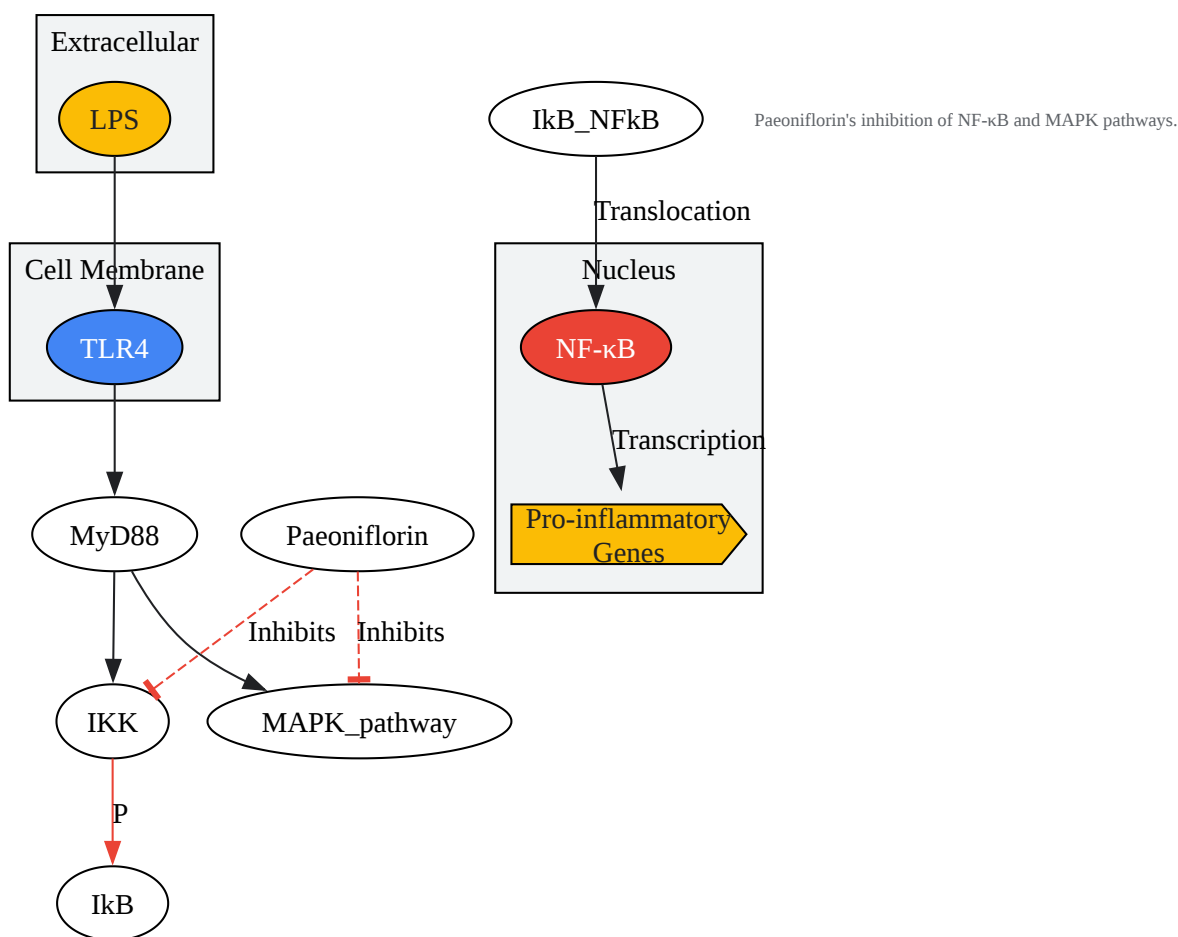 Extracellular
LPS
IkB_NFkB
Paeoniflorin's inhibition of NF-κB and MAPK pathways.
Translocation
Cell Membrane
Nucleus
TLR4
NF-κB
Transcription
MyD88
Paeoniflorin
Pro-inflammatory
Genes
Inhibits
Inhibits
IKK
MAPK_pathway
P
IkB